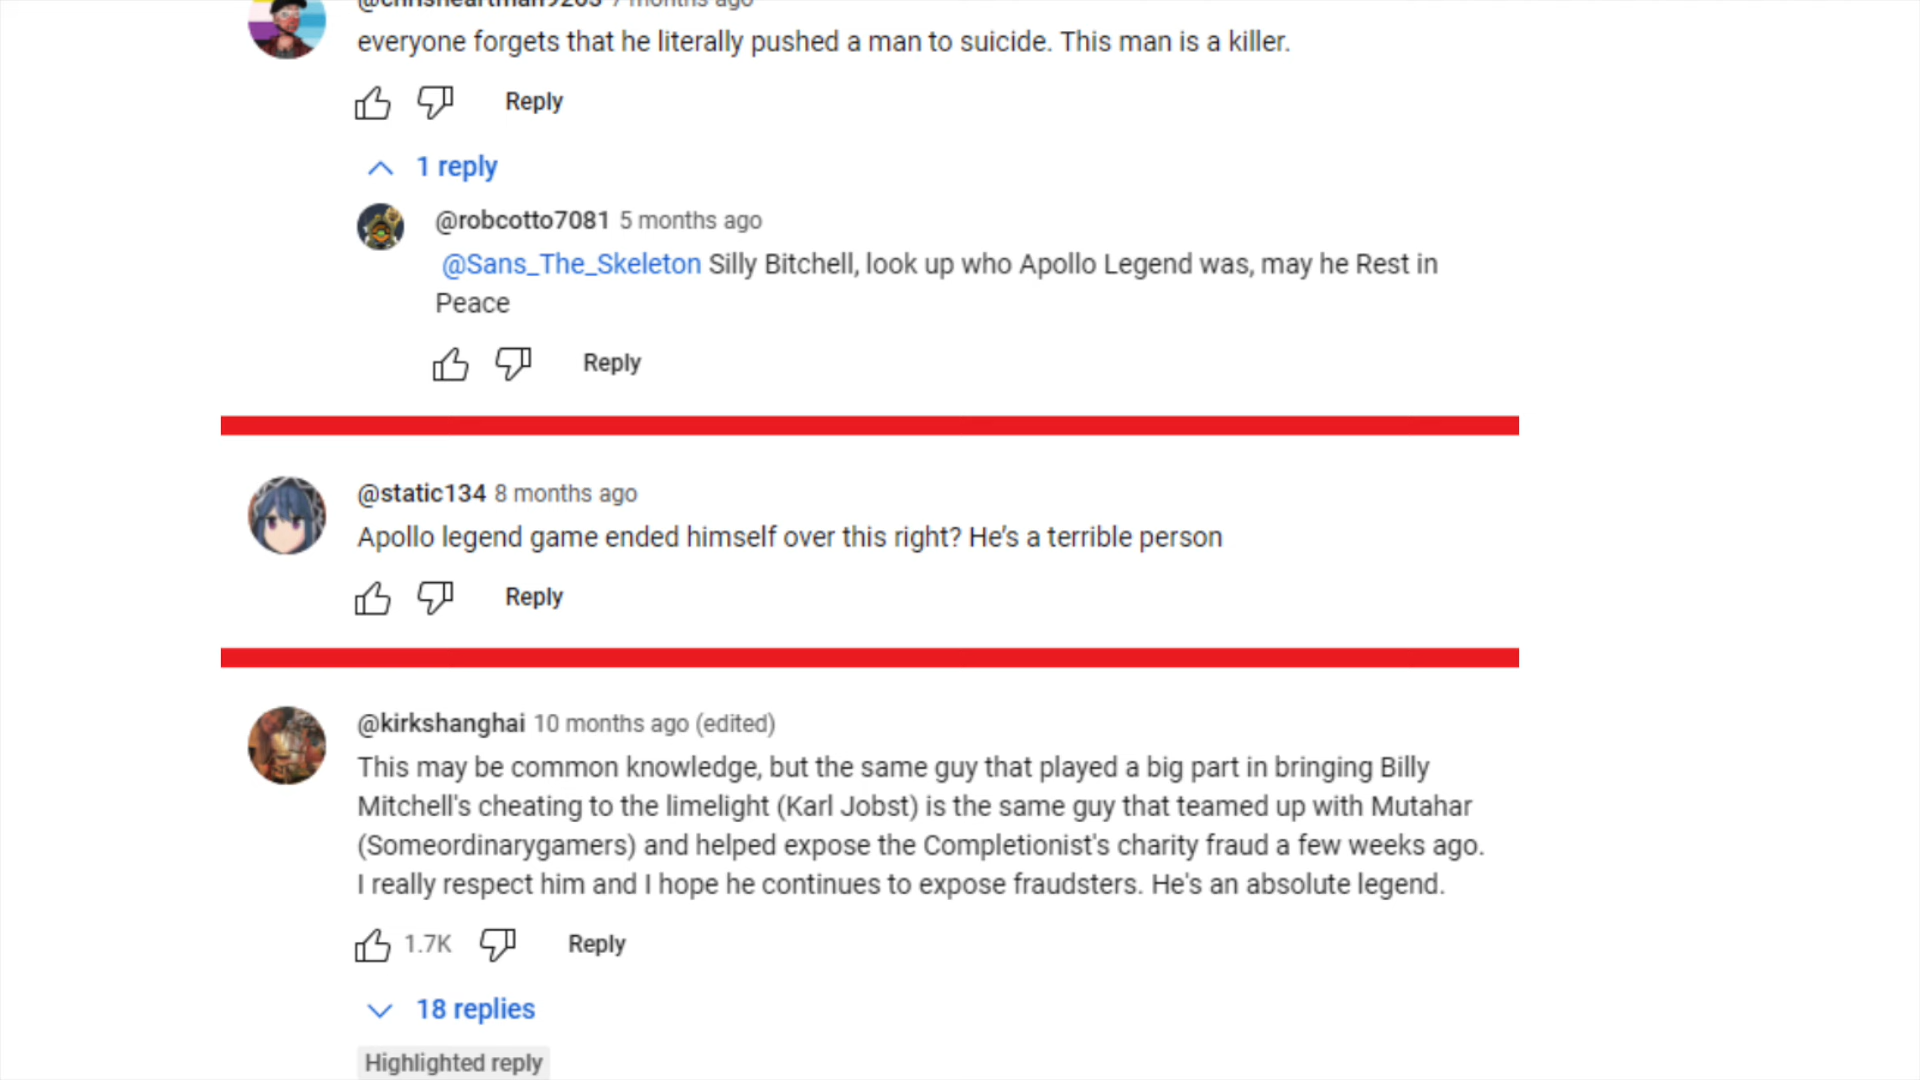 @chrisheartman9263 7 months ago
everyone forgets that he literally pushed a man to suicide. This man is a killer.
Reply
1 reply
@robcotto7081 5 months ago
@Sans_The_Skeleton Silly Bitchell, look up who Apollo Legend was, may he Rest in
Peace
Reply
@static134 8 months ago
Apollo legend game ended himself over this right? He's a terrible person
Reply
@kirkshanghai 10 months ago (edited)
This may be common knowledge, but the same guy that played a big part in bringing Billy
Mitchell's cheating to the limelight (Karl Jobst) is the same guy that teamed up with Mutahar
(Someordinarygamers) and helped expose the Completionist's charity fraud a few weeks ago.
I really respect him and I hope he continues to expose fraudsters. He's an absolute legend.
1.7K Reply
18 replies
Highlighted reply